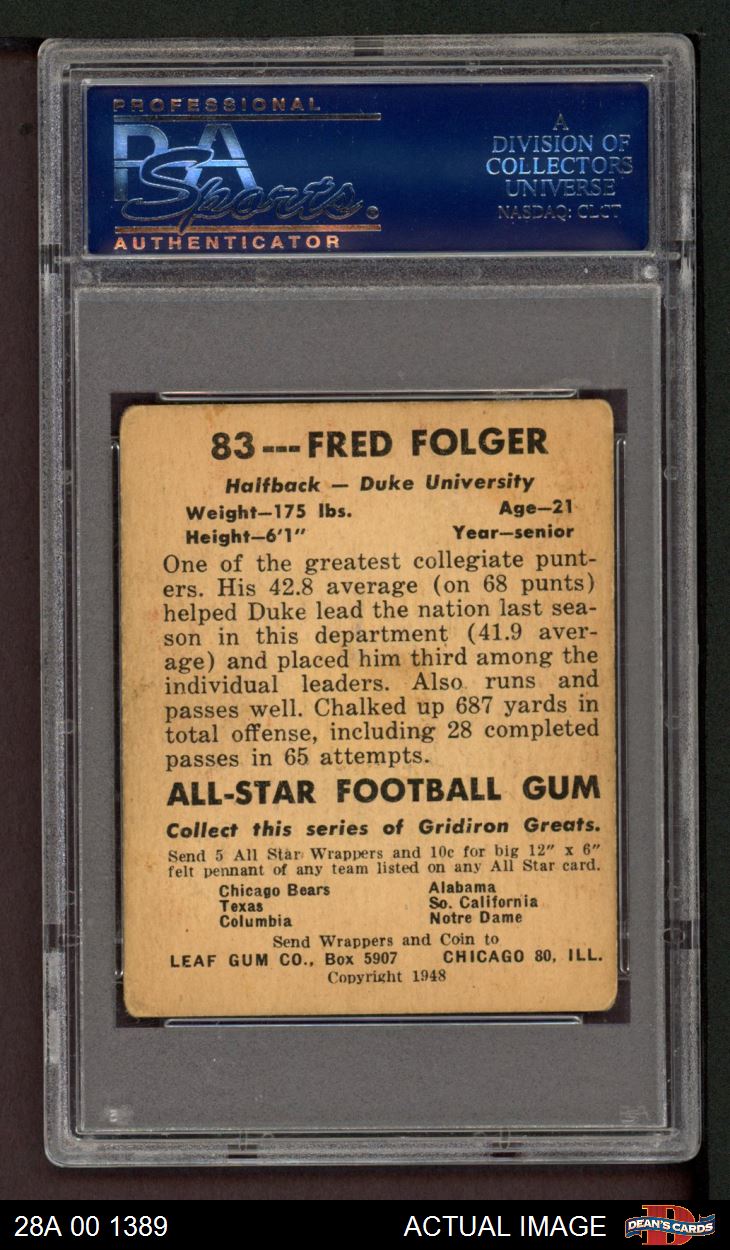 PROFESSIONAL
PSA
Sports®
AUTHENTICATOR
A
DIVISION OF
COLLECTORS
UNIVERSE
NASDAQ: CLCT
83---FRED FOLGER
Halfback — Duke University
Weight—175 lbs. Age—21
Height—6'1" Year—senior
One of the greatest collegiate punt-
ers. His 42.8 average (on 68 punts)
helped Duke lead the nation last sea-
son in this department (41.9 aver-
age) and placed him third among the
individual leaders. Also runs and
passes well. Chalked up 687 yards in
total offense, including 28 completed
passes in 65 attempts.
ALL-STAR FOOTBALL GUM
Collect this series of Gridiron Greats.
Send 5 All Star Wrappers and 10c for big 12" x 6"
felt pennant of any team listed on any All Star card.
Chicago Bears Alabama
Texas So. California
Columbia Notre Dame
Send Wrappers and Coin to
LEAF GUM CO., Box 5907 CHICAGO 80, ILL.
Copyright 1948
28A 00 1389 ACTUAL IMAGE DEAN'S CARDS